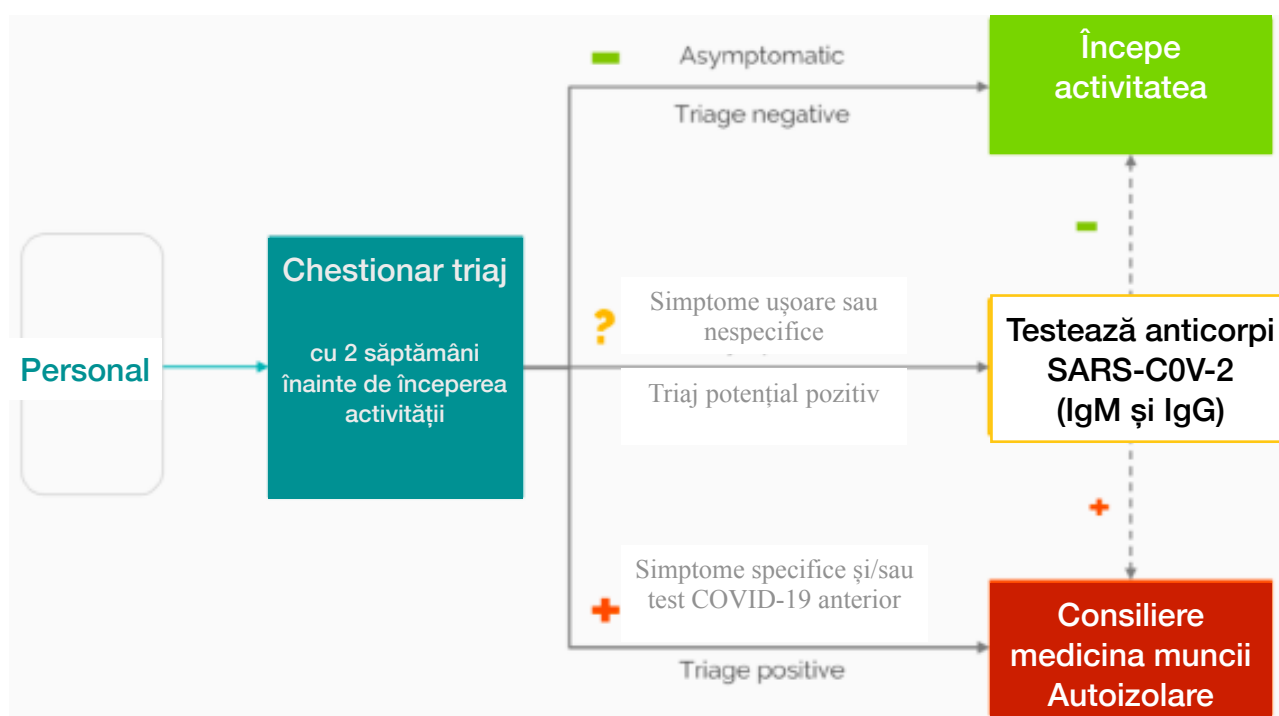 Personal
Chestionar triaj
cu 2 săptămâni
înainte de începerea
activității
Asymptomatic
Triage negative
Începe
activitatea
Simptome ușoare sau
nespecifice
Triaj potențial pozitiv
Testează anticorpi
SARS-C0V-2
(IgM și IgG)
Simptome specifice și/sau
test COVID-19 anterior
Triage positive
Consiliere
medicina muncii
Autoizolare